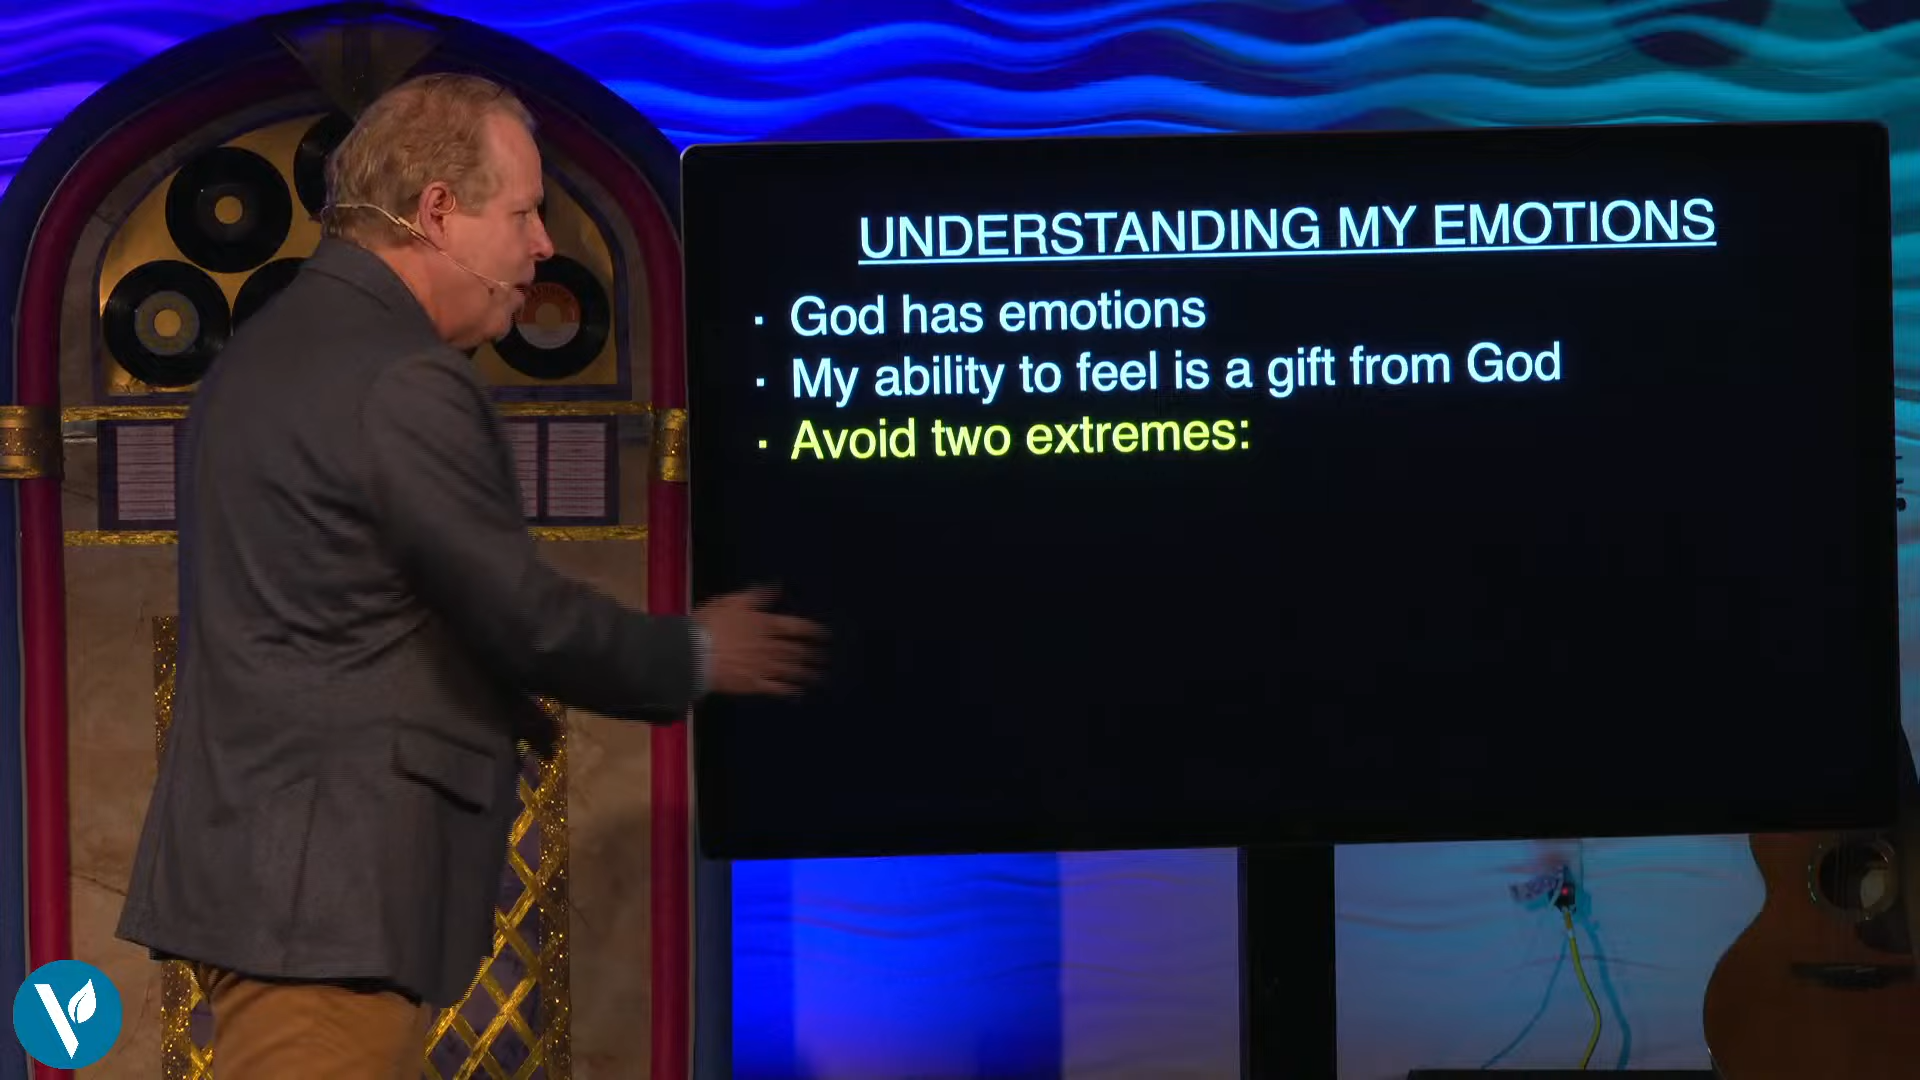 UNDERSTANDING MY EMOTIONS
· God has emotions
· My ability to feel is a gift from God
· Avoid two extremes: